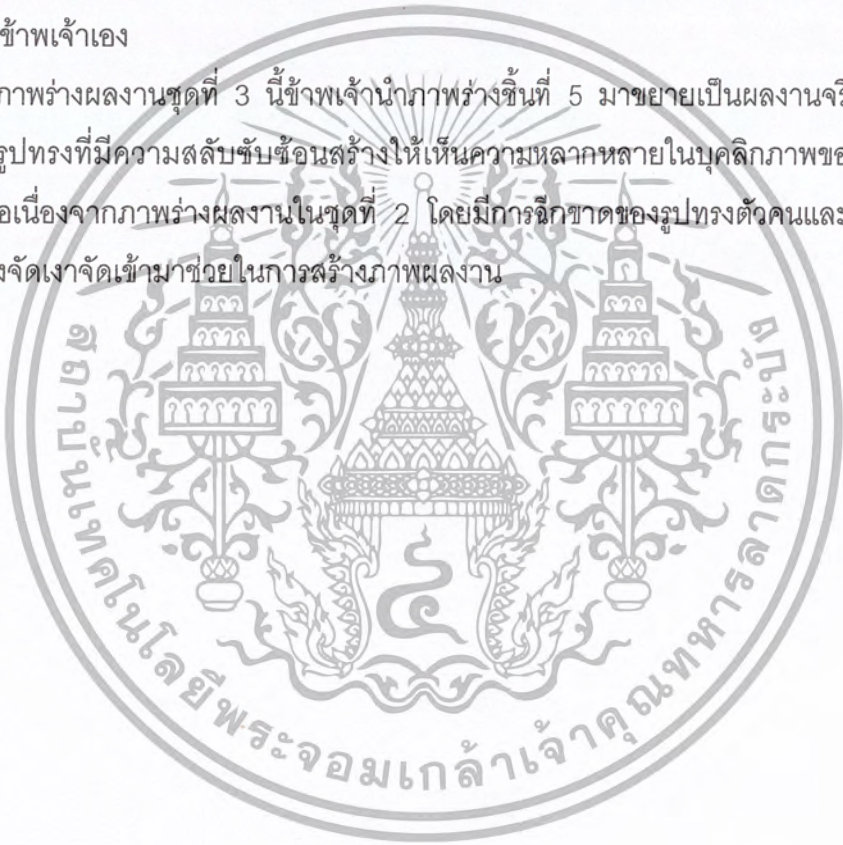 ข้าพเจ้าเอง
ภาพร่างผลงานชุดที่ 3 นี้ข้าพเจ้านำภาพร่างชิ้นที่ 5 มาขยายเป็นผลงานจริ
รูปทรงที่มีความสลับซับซ้อนสร้างให้เห็นความหลากหลายในบุคลิกภาพขอ
อเนื่องจากภาพร่างผลงานในชุดที่ 2 โดยมีการฉีกขาดของรูปทรงตัวคนและ
งจัดเงาจัดเข้ามาช่วยในการสร้างภาพผลงาน
สถาบันเทคโนโลยีพระจอมเกล้าเจ้าคุณทหารลาดกระบัง